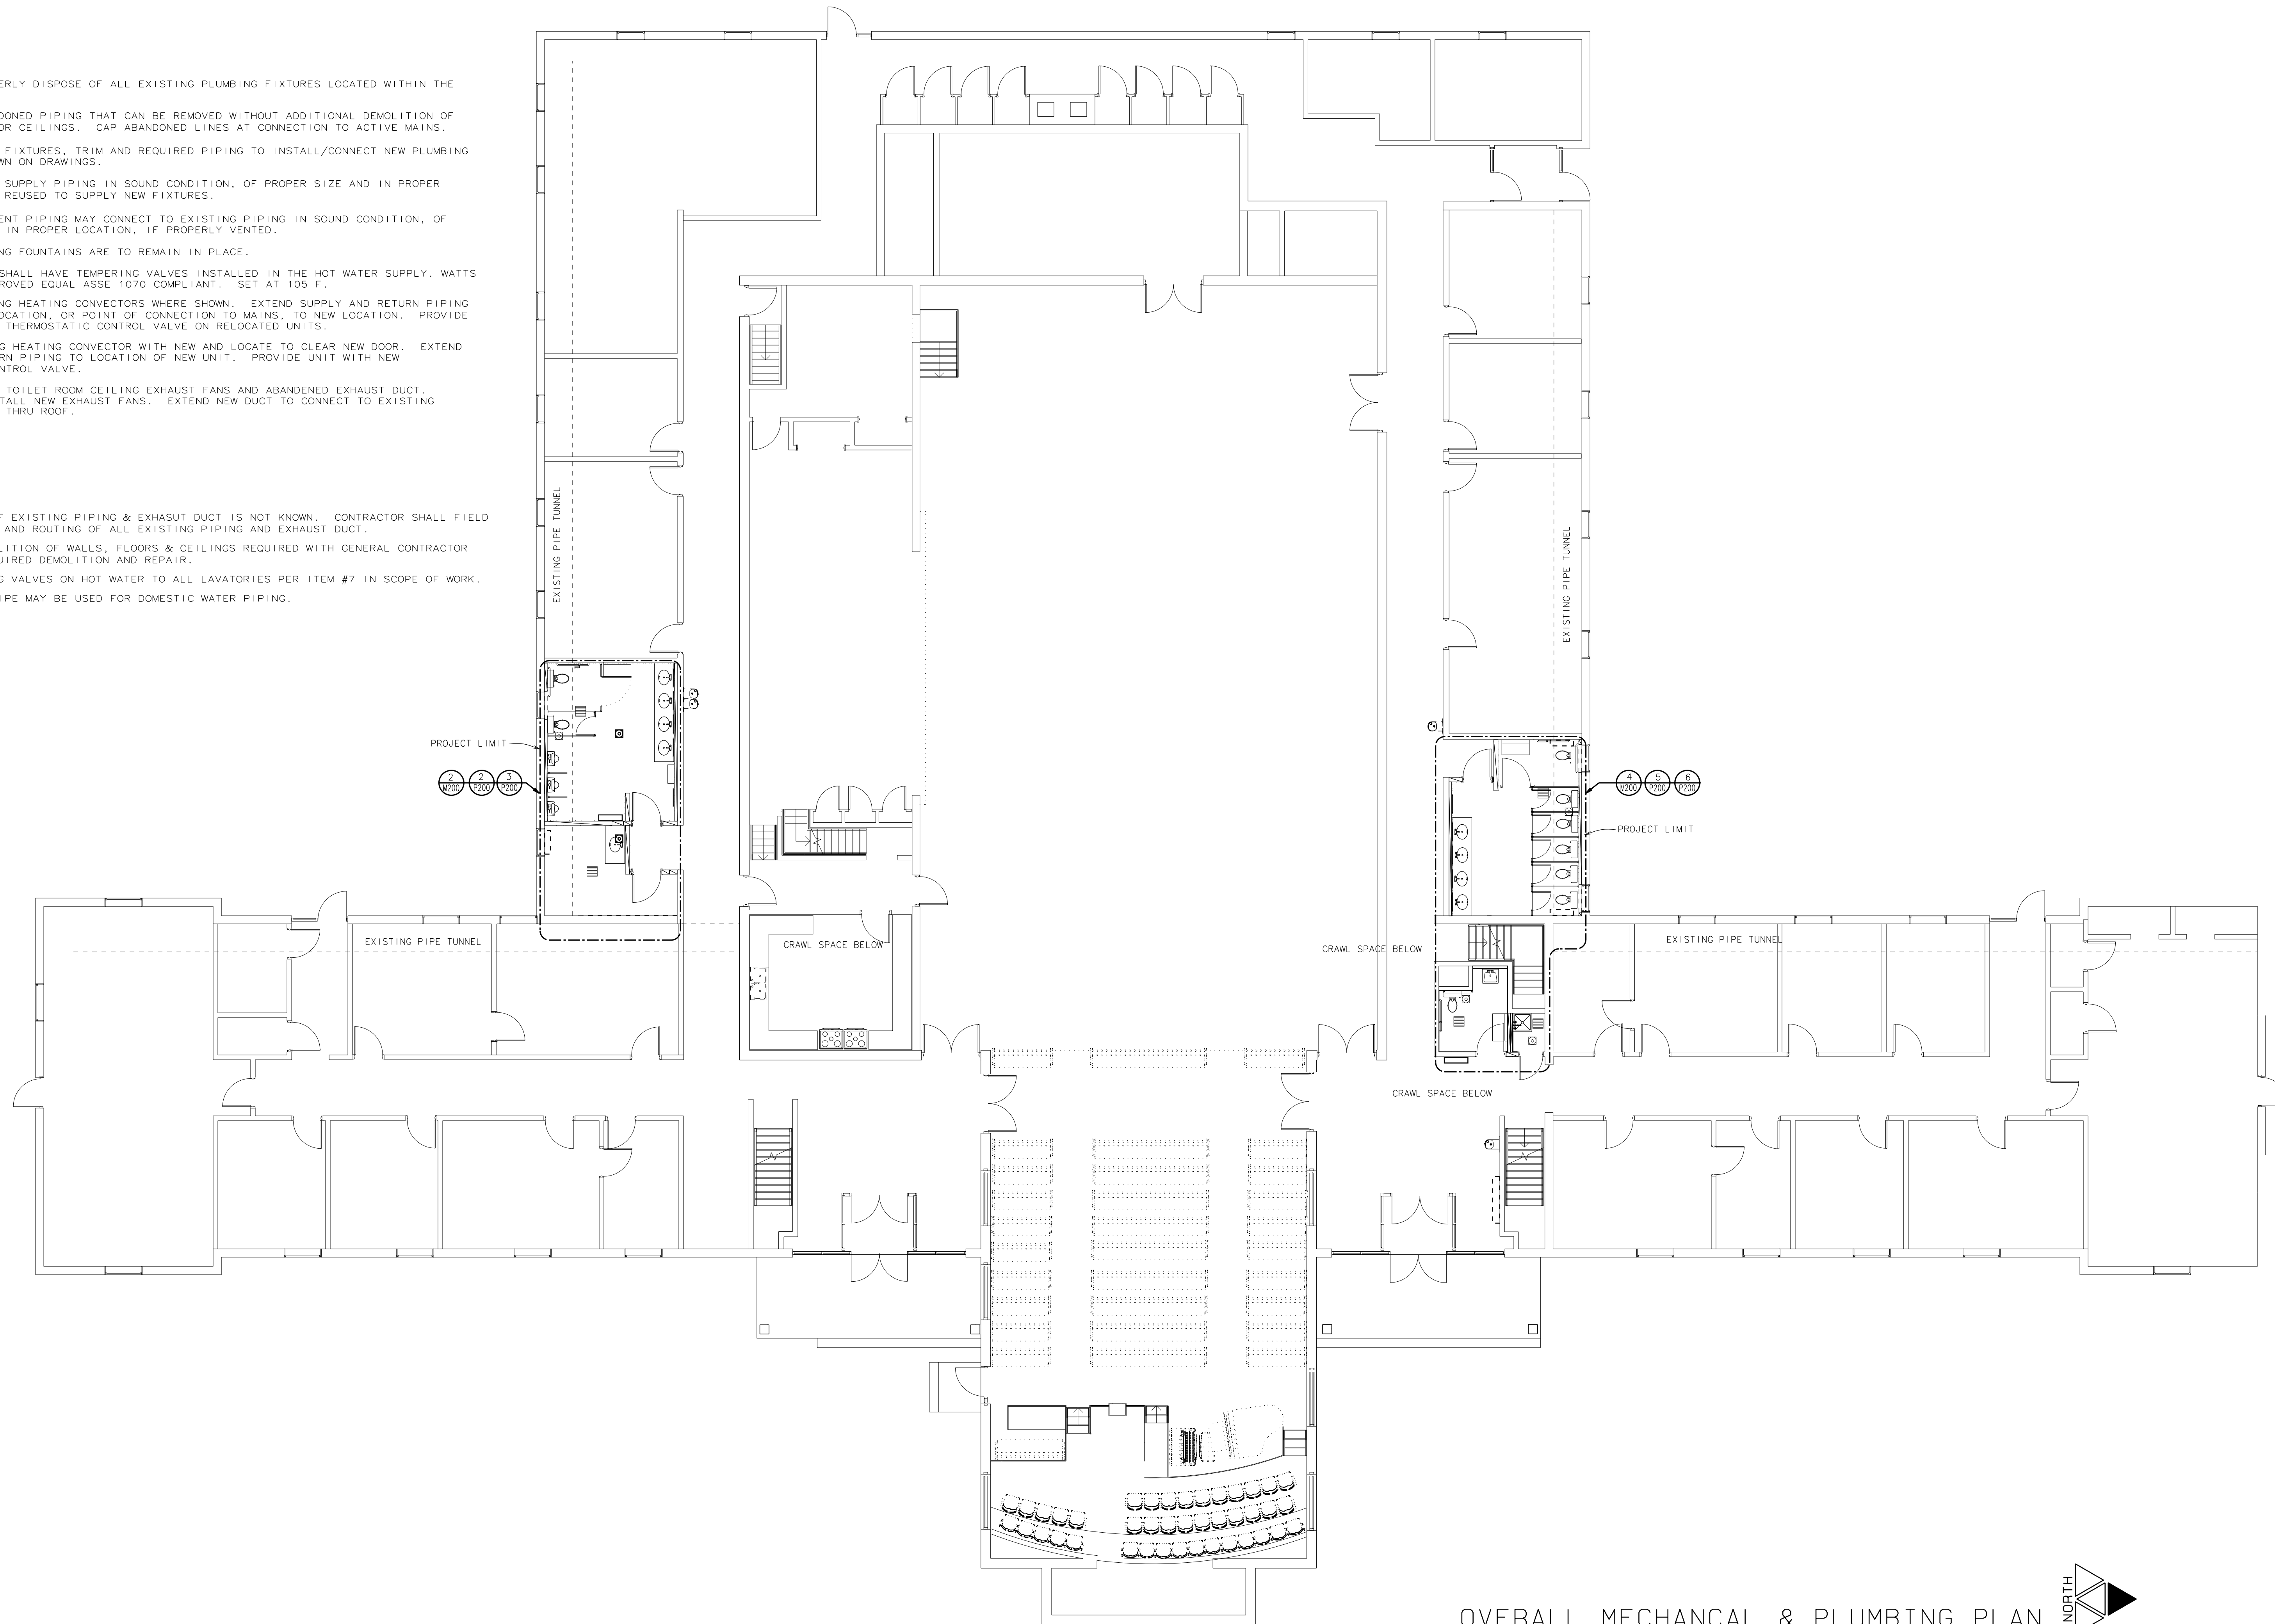 ERLY DISPOSE OF ALL EXISTING PLUMBING FIXTURES LOCATED WITHIN THE
DONED PIPING THAT CAN BE REMOVED WITHOUT ADDITIONAL DEMOLITION OF
OR CEILINGS. CAP ABANDONED LINES AT CONNECTION TO ACTIVE MAINS.
FIXTURES, TRIM AND REQUIRED PIPING TO INSTALL/CONNECT NEW PLUMBING
WN ON DRAWINGS.
SUPPLY PIPING IN SOUND CONDITION, OF PROPER SIZE AND IN PROPER
REUSED TO SUPPLY NEW FIXTURES.
ENT PIPING MAY CONNECT TO EXISTING PIPING IN SOUND CONDITION, OF
IN PROPER LOCATION, IF PROPERLY VENTED.
NG FOUNTAINS ARE TO REMAIN IN PLACE.
SHALL HAVE TEMPERING VALVES INSTALLED IN THE HOT WATER SUPPLY. WATTS
ROVED EQUAL ASSE 1070 COMPLIANT. SET AT 105 F.
NG HEATING CONVECTORS WHERE SHOWN. EXTEND SUPPLY AND RETURN PIPING
OCATION, OR POINT OF CONNECTION TO MAINS, TO NEW LOCATION. PROVIDE
THERMOSTATIC CONTROL VALVE ON RELOCATED UNITS.
G HEATING CONVECTOR WITH NEW AND LOCATE TO CLEAR NEW DOOR. EXTEND
RN PIPING TO LOCATION OF NEW UNIT. PROVIDE UNIT WITH NEW
NTROL VALVE.
TOILET ROOM CEILING EXHAUST FANS AND ABANDENED EXHAUST DUCT.
TALL NEW EXHAUST FANS. EXTEND NEW DUCT TO CONNECT TO EXISTING
THRU ROOF.
F EXISTING PIPING & EXHASUT DUCT IS NOT KNOWN. CONTRACTOR SHALL FIELD
AND ROUTING OF ALL EXISTING PIPING AND EXHAUST DUCT.
LITION OF WALLS, FLOORS & CEILINGS REQUIRED WITH GENERAL CONTRACTOR
UIRED DEMOLITION AND REPAIR.
G VALVES ON HOT WATER TO ALL LAVATORIES PER ITEM #7 IN SCOPE OF WORK.
IPE MAY BE USED FOR DOMESTIC WATER PIPING.
EXISTING PIPE TUNNEL
EXISTING PIPE TUNNEL
PROJECT LIMIT
2 M200
2 P200
3 P200
4 M200
5 P200
6 P200
PROJECT LIMIT
EXISTING PIPE TUNNEL
CRAWL SPACE BELOW
CRAWL SPACE BELOW
EXISTING PIPE TUNNEL
CRAWL SPACE BELOW
NORTH
OVERALL MECHANCAL & PLUMBING PLAN